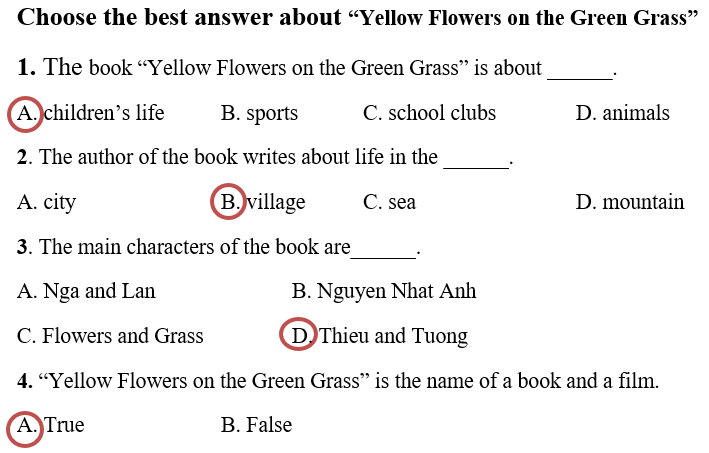 Choose the best answer about “Yellow Flowers on the Green Grass”
1. The book “Yellow Flowers on the Green Grass” is about ______.
A. children’s life B. sports C. school clubs D. animals
2. The author of the book writes about life in the ______.
A. city B. village C. sea D. mountain
3. The main characters of the book are______.
A. Nga and Lan B. Nguyen Nhat Anh
C. Flowers and Grass D. Thieu and Tuong
4. “Yellow Flowers on the Green Grass” is the name of a book and a film.
A. True B. False